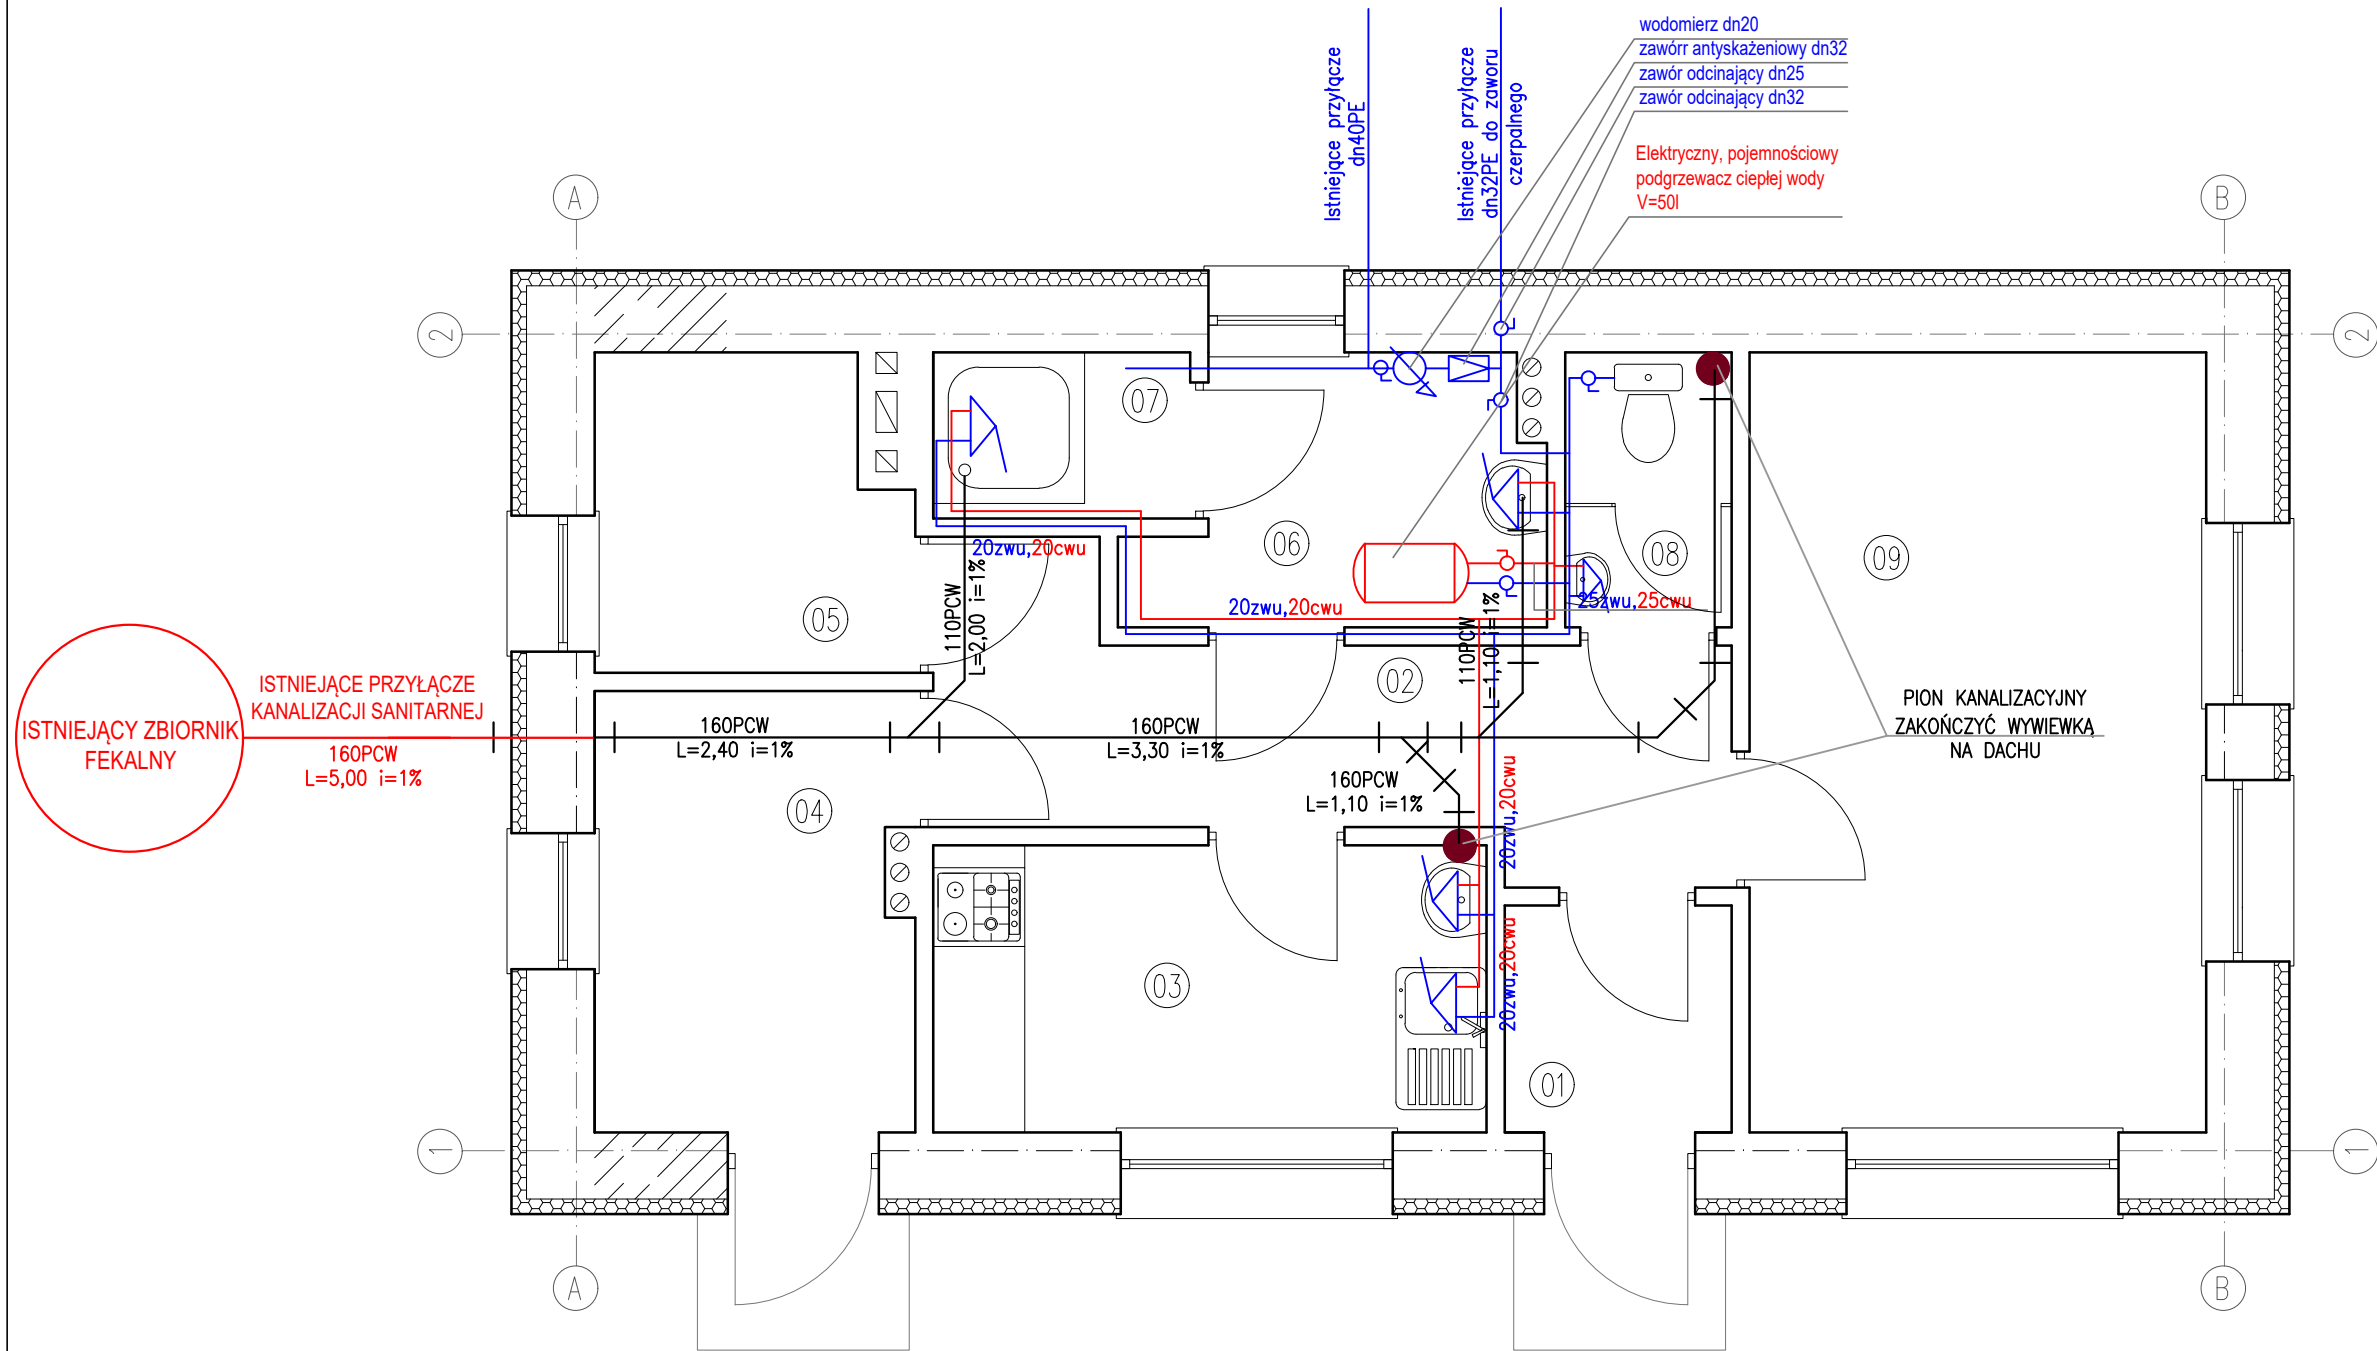 wodomierz dn20
zawórr antyskażeniowy dn32
zawór odcinający dn25
zawór odcinający dn32
Elektryczny, pojemnościowy
podgrzewacz ciepłej wody
V=50l
Istniejące przyłącze
dn40PE
Istniejące przyłącze
dn32PE do zaworu
czerpalnego
A
B
2
2
07
06
08
09
05
02
04
03
01
20zwu,20cwu
110PCW
L=2,00 i=1%
20zwu,20cwu
25zwu,25cwu
110PCW
L=1,10 i=1%
ISTNIEJĄCY ZBIORNIK
FEKALNY
ISTNIEJĄCE PRZYŁĄCZE
KANALIZACJI SANITARNEJ
160PCW
L=5,00 i=1%
160PCW
L=2,40 i=1%
160PCW
L=3,30 i=1%
160PCW
L=1,10 i=1%
20zwu,20cwu
20zwu,20cwu
PION KANALIZACYJNY
ZAKOŃCZYĆ WYWIEWKĄ
NA DACHU
1
1
A
B